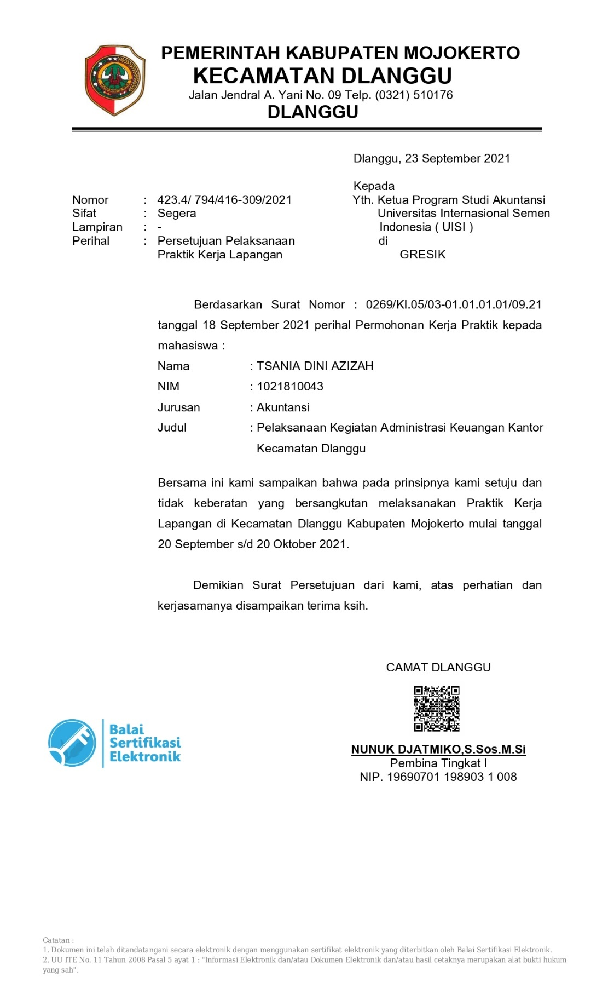 PEMERINTAH KABUPATEN MOJOKERTO
KECAMATAN DLANGGU
Jalan Jendral A. Yani No. 09 Telp. (0321) 510176
DLANGGU
Dlanggu, 23 September 2021
Kepada
Nomor : 423.4/ 794/416-309/2021 Yth. Ketua Program Studi Akuntansi
Sifat : Segera Universitas Internasional Semen
Lampiran : - Indonesia ( UISI )
Perihal : Persetujuan Pelaksanaan di
Praktik Kerja Lapangan GRESIK
Berdasarkan Surat Nomor : 0269/KI.05/03-01.01.01.01/09.21
tanggal 18 September 2021 perihal Permohonan Kerja Praktik kepada
mahasiswa :
Nama : TSANIA DINI AZIZAH
NIM : 1021810043
Jurusan : Akuntansi
Judul : Pelaksanaan Kegiatan Administrasi Keuangan Kantor
Kecamatan Dlanggu
Bersama ini kami sampaikan bahwa pada prinsipnya kami setuju dan
tidak keberatan yang bersangkutan melaksanakan Praktik Kerja
Lapangan di Kecamatan Dlanggu Kabupaten Mojokerto mulai tanggal
20 September s/d 20 Oktober 2021.
Demikian Surat Persetujuan dari kami, atas perhatian dan
kerjasamanya disampaikan terima ksih.
CAMAT DLANGGU
Balai
Sertifikasi
Elektronik
NUNUK DJATMIKO,S.Sos.M.Si
Pembina Tingkat I
NIP. 19690701 198903 1 008
Catatan :
1. Dokumen ini telah ditandatangani secara elektronik dengan menggunakan sertifikat elektronik yang diterbitkan oleh Balai Sertifikasi Elektronik.
2. UU ITE No. 11 Tahun 2008 Pasal 5 ayat 1 : "Informasi Elektronik dan/atau Dokumen Elektronik dan/atau hasil cetaknya merupakan alat bukti hukum
yang sah".